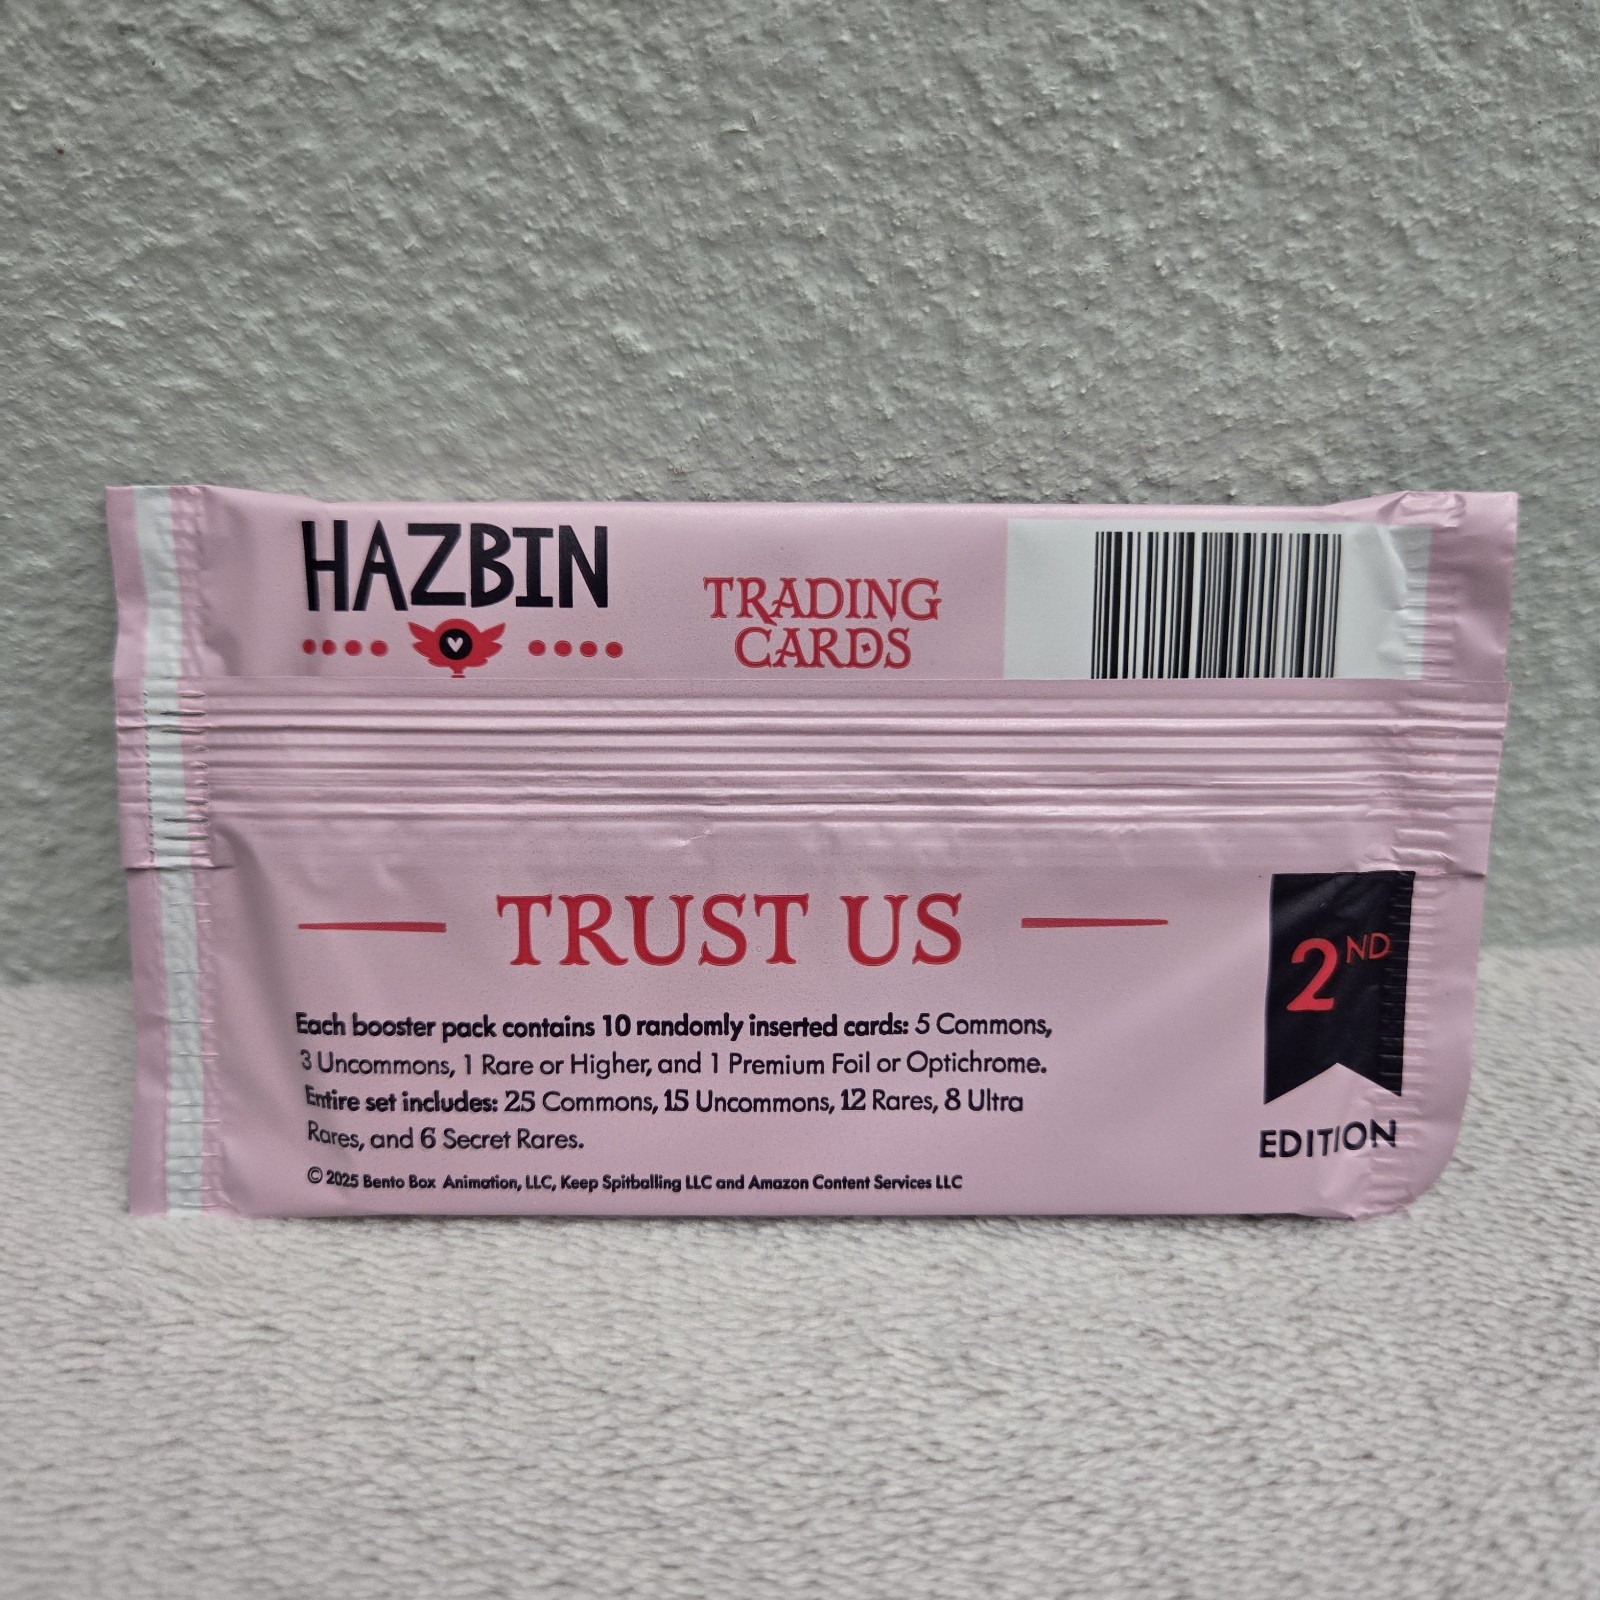 HAZBIN
TRADING
CARDS
TRUST US
Each booster pack contains 10 randomly inserted cards: 5 Commons,
3 Uncommons, 1 Rare or Higher, and 1 Premium Foil or Optichrome.
Entire set includes: 25 Commons, 15 Uncommons, 12 Rares, 8 Ultra
Rares, and 6 Secret Rares.
© 2025 Bento Box Animation, LLC, Keep Spitballing LLC and Amazon Content Services LLC
2ND
EDITION